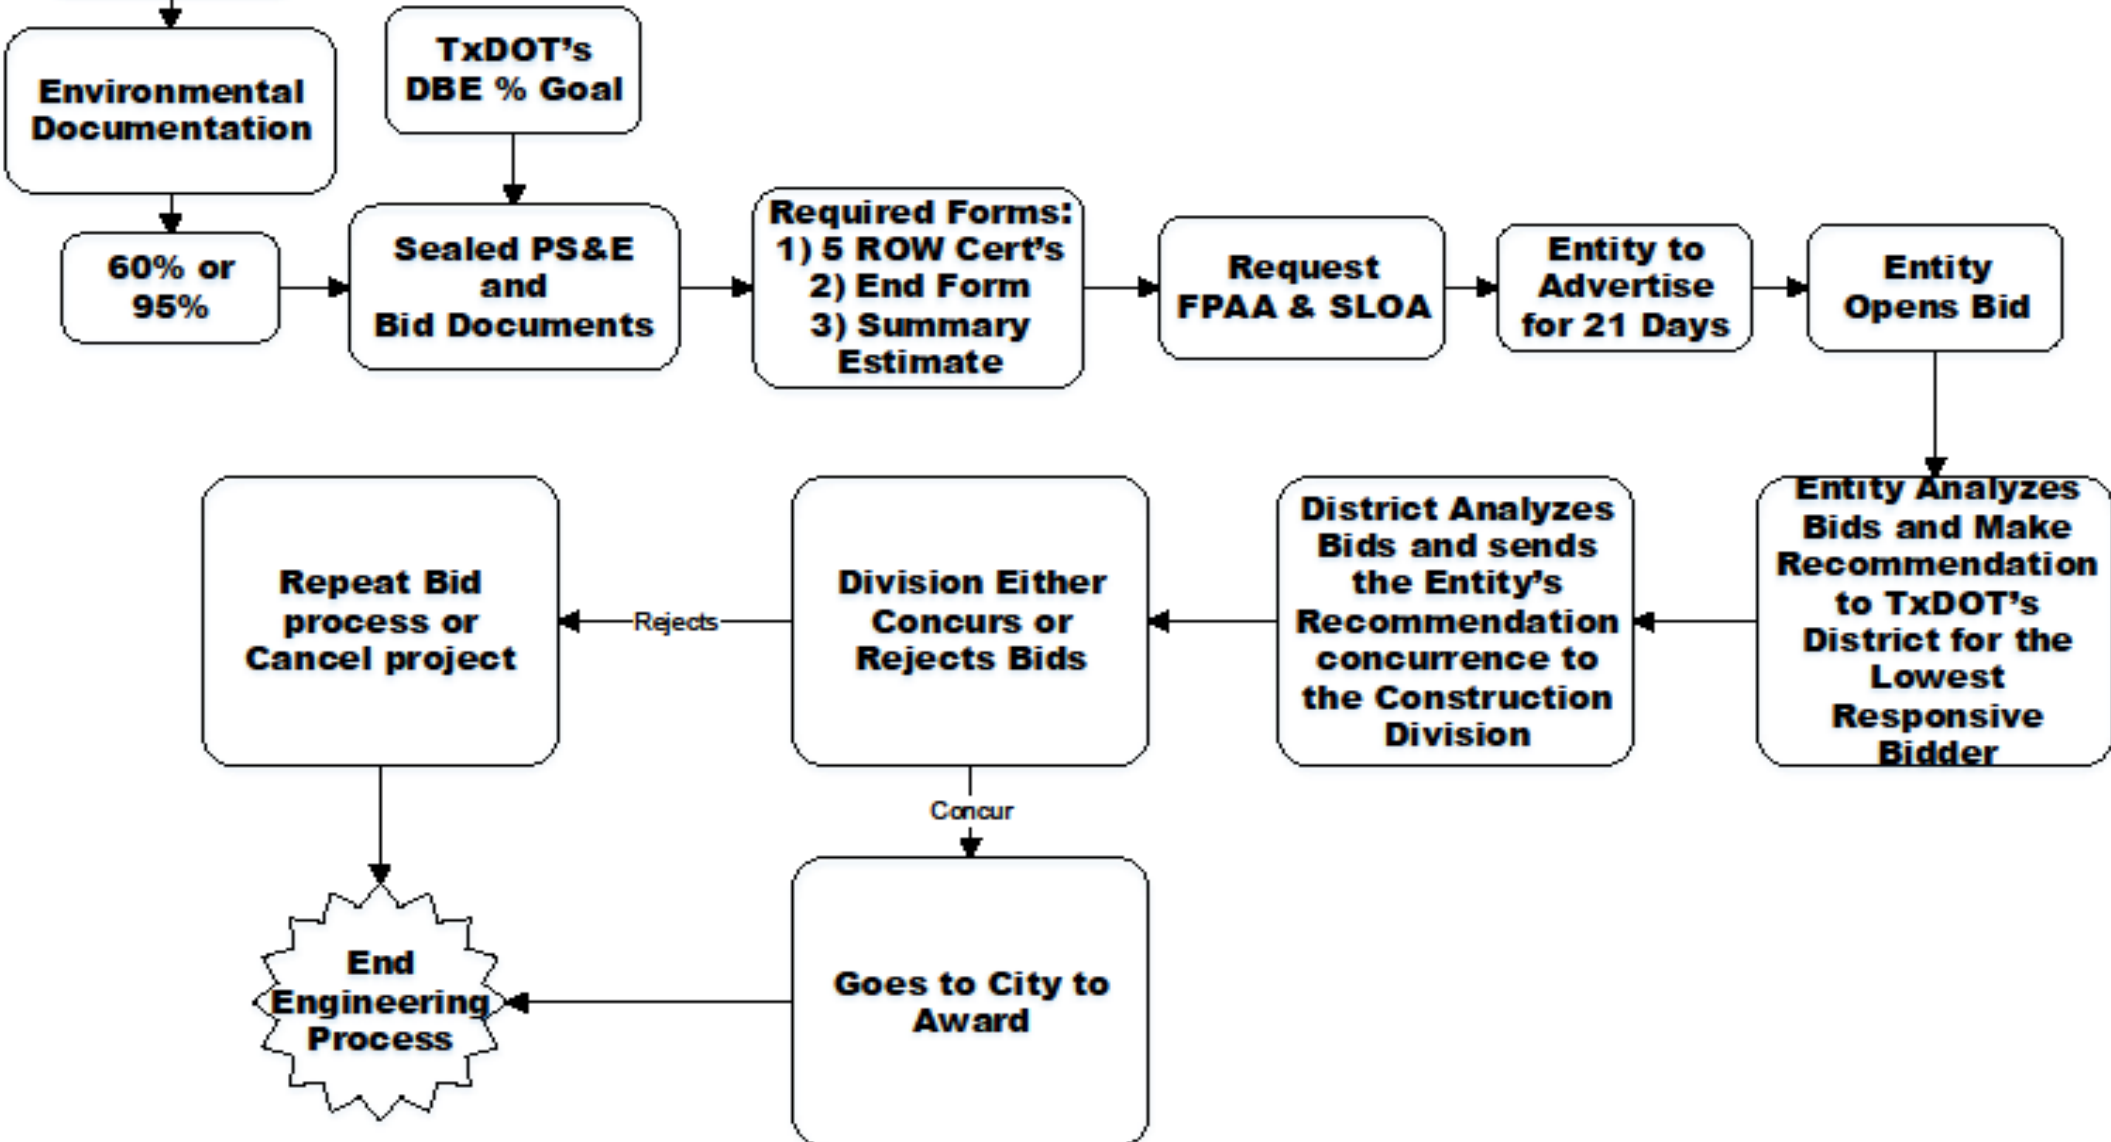 Environmental
Documentation
TxDOT's
DBE % Goal
60% or
95%
Sealed PS&E
and
Bid Documents
Required Forms:
1) 5 ROW Cert's
2) End Form
3) Summary
Estimate
Request
FPAA & SLOA
Entity to
Advertise
for 21 Days
Entity
Opens Bid
Entity Analyzes
Bids and Make
Recommendation
to TxDOT's
District for the
Lowest
Responsive
Bidder
District Analyzes
Bids and sends
the Entity's
Recommendation
concurrence to
the Construction
Division
Division Either
Concurs or
Rejects Bids
Rejects
Repeat Bid
process or
Cancel project
Concur
Goes to City to
Award
End
Engineering
Process